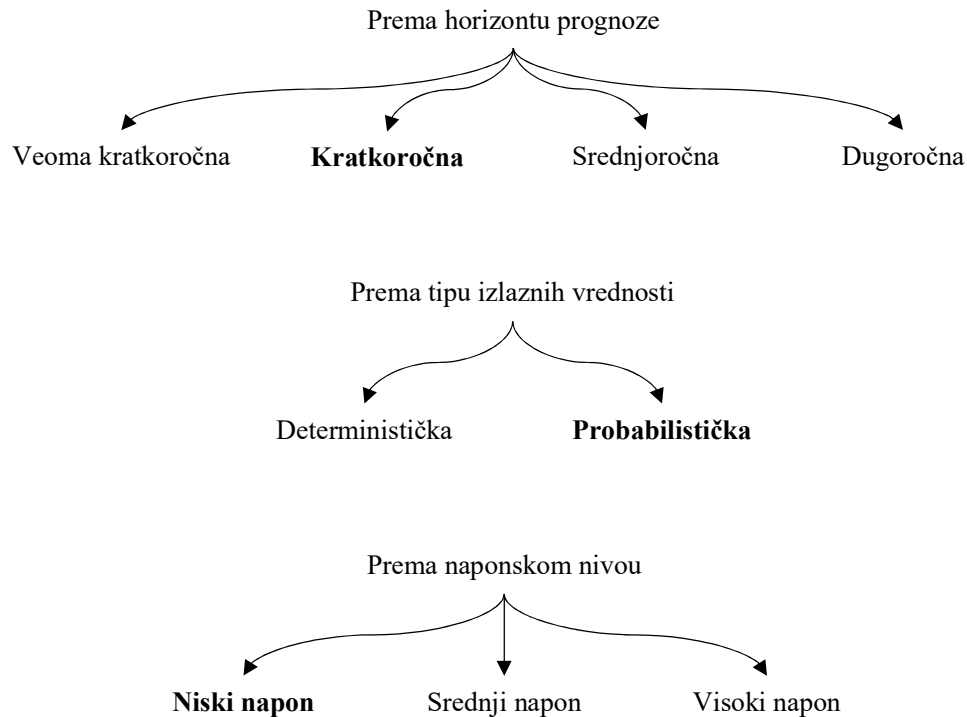 Prema horizontu prognoze
Veoma kratkoročna Kratkoročna Srednjoročna Dugoročna
Prema tipu izlaznih vrednosti
Deterministička Probabilistička
Prema naponskom nivou
Niski napon Srednji napon Visoki napon